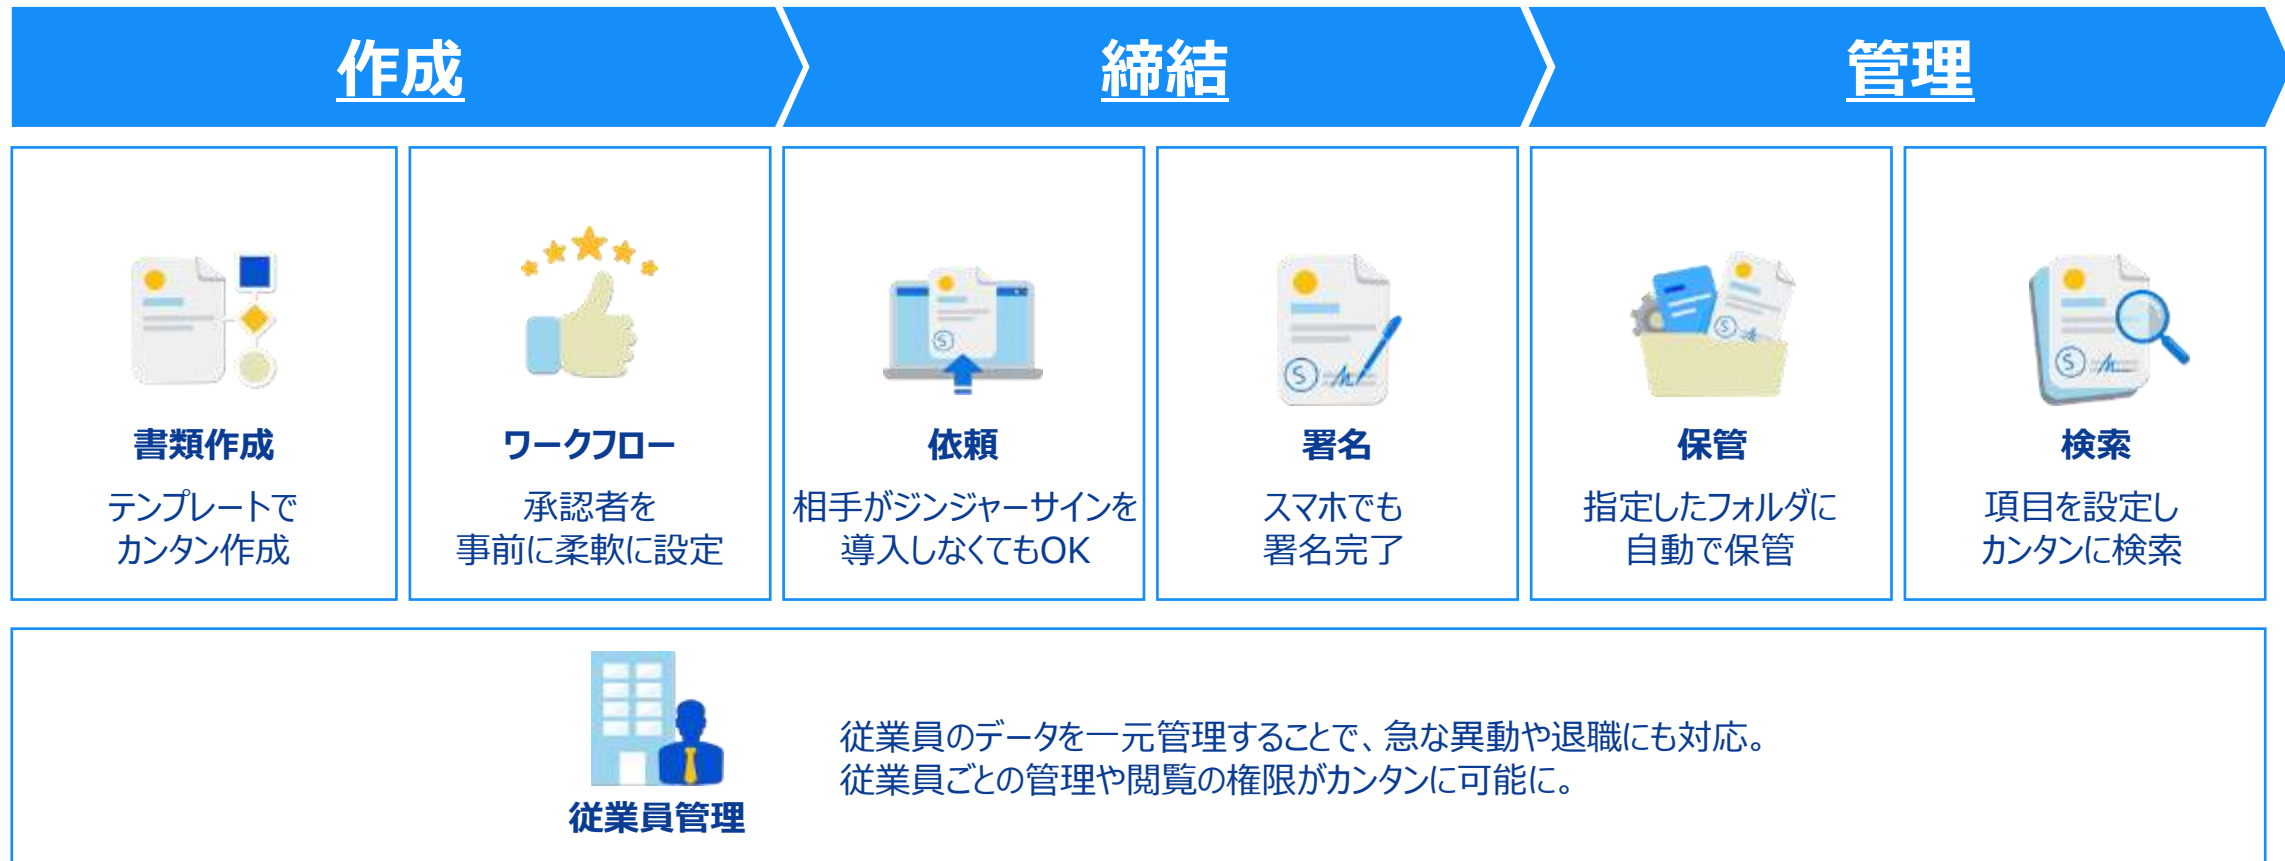 作成
締結
管理
書類作成
テンプレートで
カンタン作成
ワークフロー
承認者を
事前に柔軟に設定
依頼
相手がジンジャーサインを
導入しなくてもOK
署名
スマホでも
署名完了
保管
指定したフォルダに
自動で保管
検索
項目を設定し
カンタンに検索
従業員管理
従業員のデータを一元管理することで、急な異動や退職にも対応。
従業員ごとの管理や閲覧の権限がカンタンに可能に。